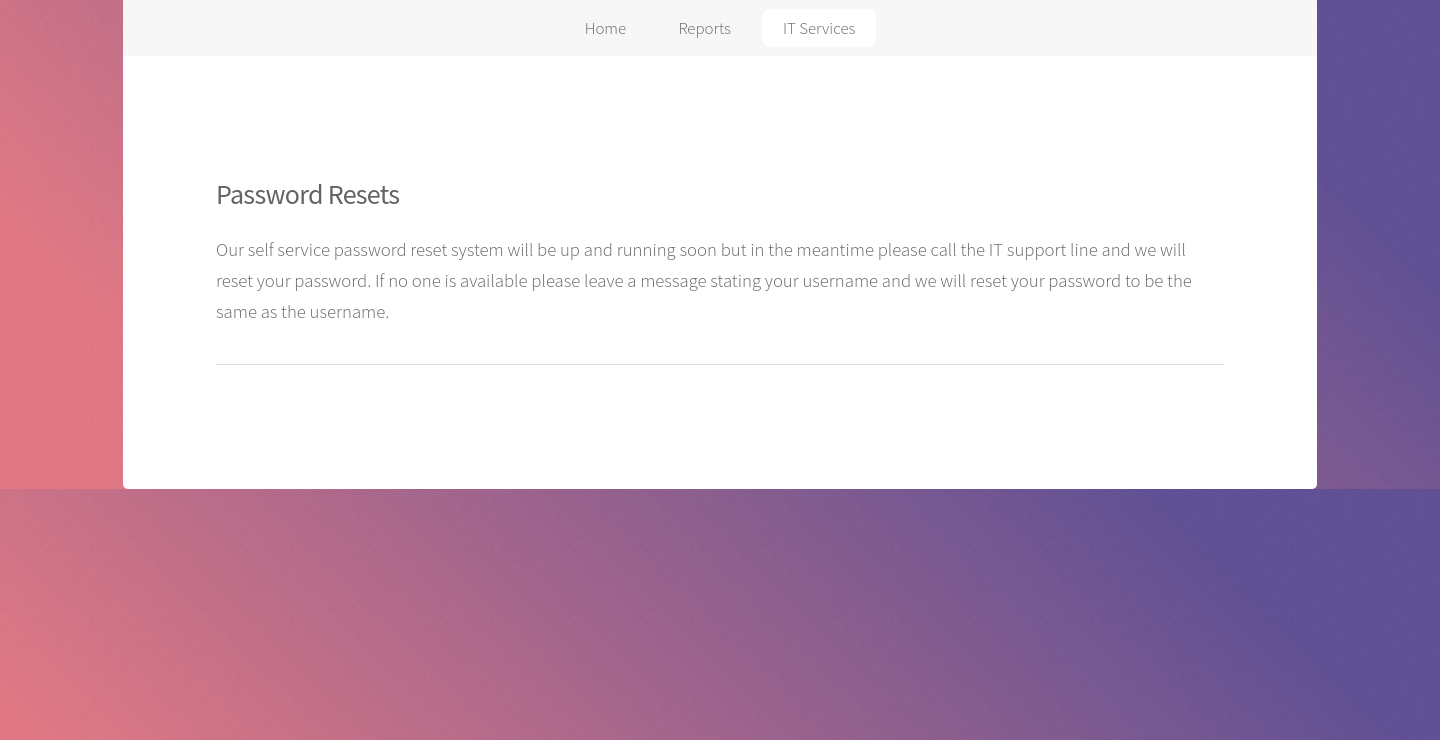 Home Reports IT Services
Password Resets
Our self service password reset system will be up and running soon but in the meantime please call the IT support line and we will
reset your password. If no one is available please leave a message stating your username and we will reset your password to be the
same as the username.